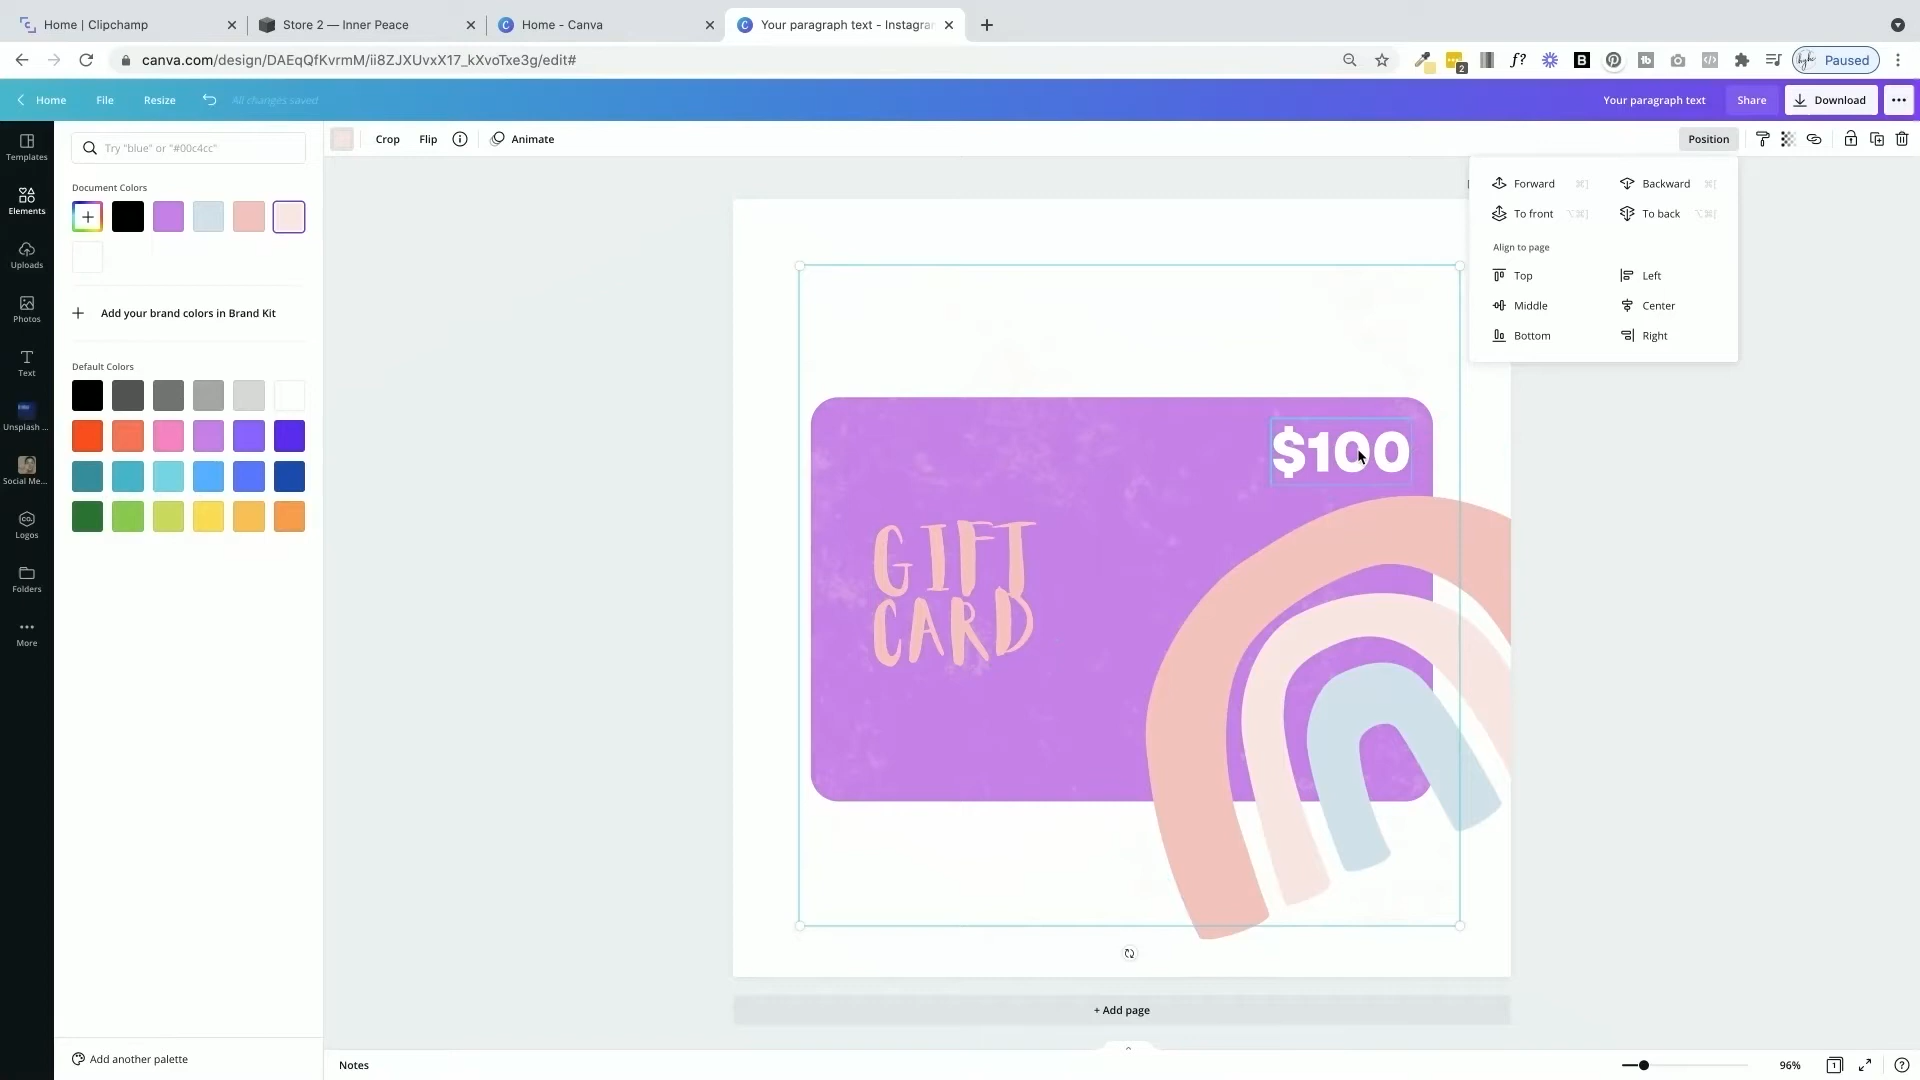 Home | Clipchamp
Store 2 — Inner Peace
Home - Canva
Your paragraph text - Instagram
canva.com/design/DAEqQfKvrmM/ii8ZJXUvxX17_kXvoTxe3g/edit#
2
f?
B
Paused
Home
File
Resize
All changes saved
Your paragraph text
Share
Download
Templates
Elements
Uploads
Photos
Text
Unsplash ...
Social Me...
Logos
Folders
More
Try "blue" or "#00c4cc"
Document Colors
Add your brand colors in Brand Kit
Default Colors
Add another palette
Crop
Flip
Animate
Position
Forward ⌘]
Backward ⌘[
To front ⌥⌘]
To back ⌥⌘[
Align to page
Top
Left
Middle
Center
Bottom
Right
$100
GIFT
CARD
+ Add page
Notes
96%
1